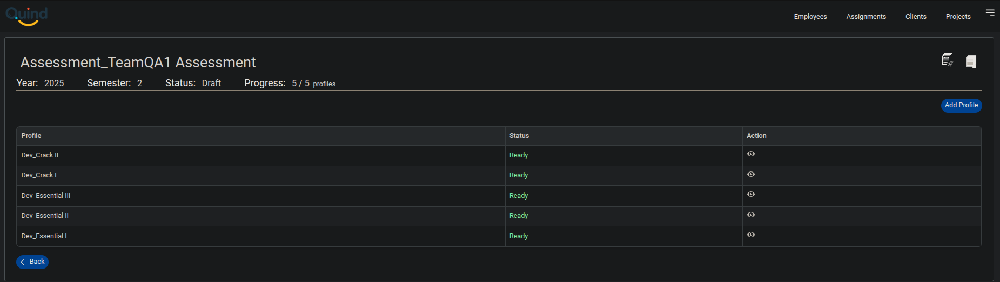 Quind
Employees Assignments Clients Projects
Assessment_TeamQA1 Assessment
Year: 2025 Semester: 2 Status: Draft Progress: 5 / 5 profiles
Add Profile
Profile Status Action
Dev_Crack II Ready
Dev_Crack I Ready
Dev_Essential III Ready
Dev_Essential II Ready
Dev_Essential I Ready
Back